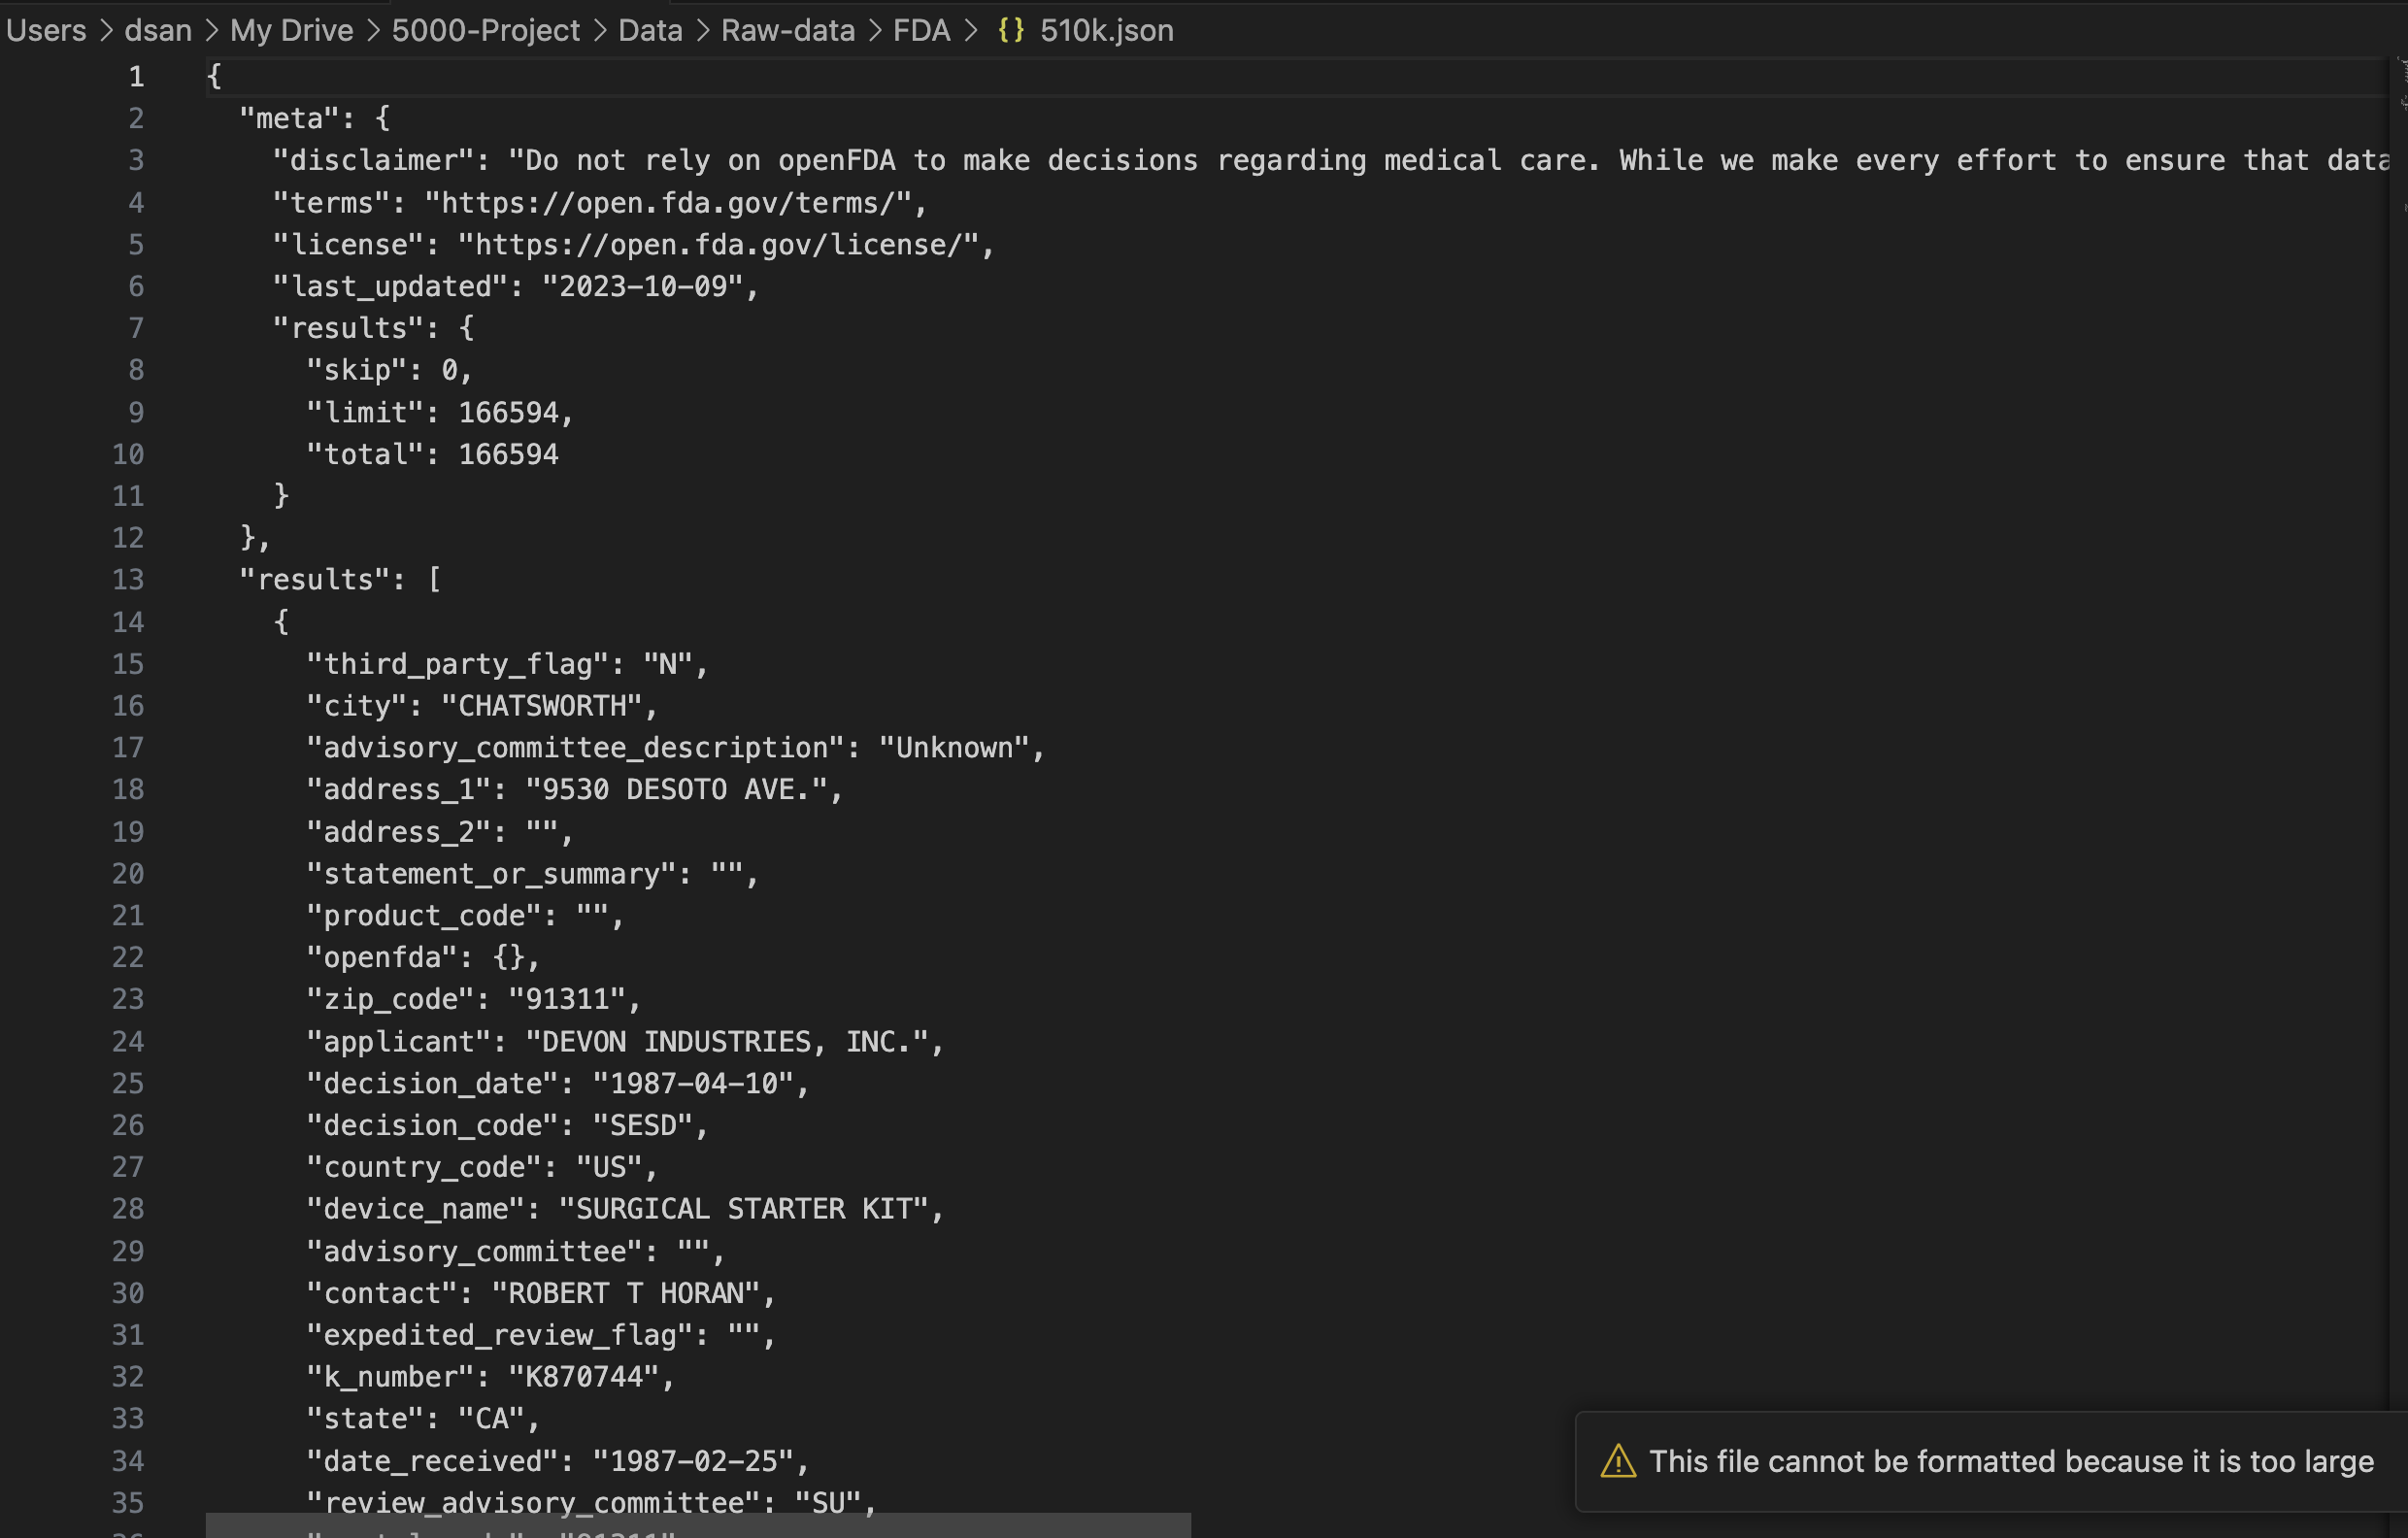 Users > dsan > My Drive > 5000-Project > Data > Raw-data > FDA > {} 510k.json
1 {
2 "meta": {
3 "disclaimer": "Do not rely on openFDA to make decisions regarding medical care. While we make every effort to ensure that data
4 "terms": "https://open.fda.gov/terms/",
5 "license": "https://open.fda.gov/license/",
6 "last_updated": "2023-10-09",
7 "results": {
8 "skip": 0,
9 "limit": 166594,
10 "total": 166594
11 }
12 },
13 "results": [
14 {
15 "third_party_flag": "N",
16 "city": "CHATSWORTH",
17 "advisory_committee_description": "Unknown",
18 "address_1": "9530 DESOTO AVE.",
19 "address_2": "",
20 "statement_or_summary": "",
21 "product_code": "",
22 "openfda": {},
23 "zip_code": "91311",
24 "applicant": "DEVON INDUSTRIES, INC.",
25 "decision_date": "1987-04-10",
26 "decision_code": "SESD",
27 "country_code": "US",
28 "device_name": "SURGICAL STARTER KIT",
29 "advisory_committee": "",
30 "contact": "ROBERT T HORAN",
31 "expedited_review_flag": "",
32 "k_number": "K870744",
33 "state": "CA",
34 "date_received": "1987-02-25",
35 "review_advisory_committee": "SU",
This file cannot be formatted because it is too large